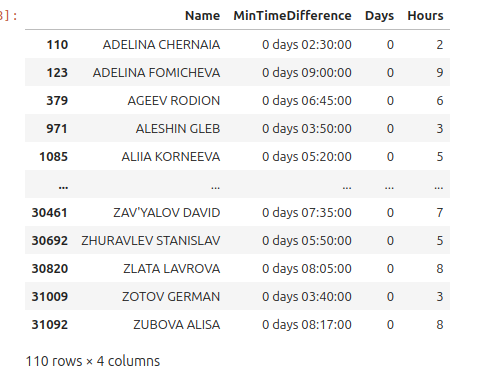 3]:
Name MinTimeDifference Days Hours
110 ADELINA CHERNAIA 0 days 02:30:00 0 2
123 ADELINA FOMICHEVA 0 days 09:00:00 0 9
379 AGEEV RODION 0 days 06:45:00 0 6
971 ALESHIN GLEB 0 days 03:50:00 0 3
1085 ALIIA KORNEEVA 0 days 05:20:00 0 5
... ... ... ... ...
30461 ZAV'YALOV DAVID 0 days 07:35:00 0 7
30692 ZHURAVLEV STANISLAV 0 days 05:50:00 0 5
30820 ZLATA LAVROVA 0 days 08:05:00 0 8
31009 ZOTOV GERMAN 0 days 03:40:00 0 3
31092 ZUBOVA ALISA 0 days 08:17:00 0 8
110 rows × 4 columns